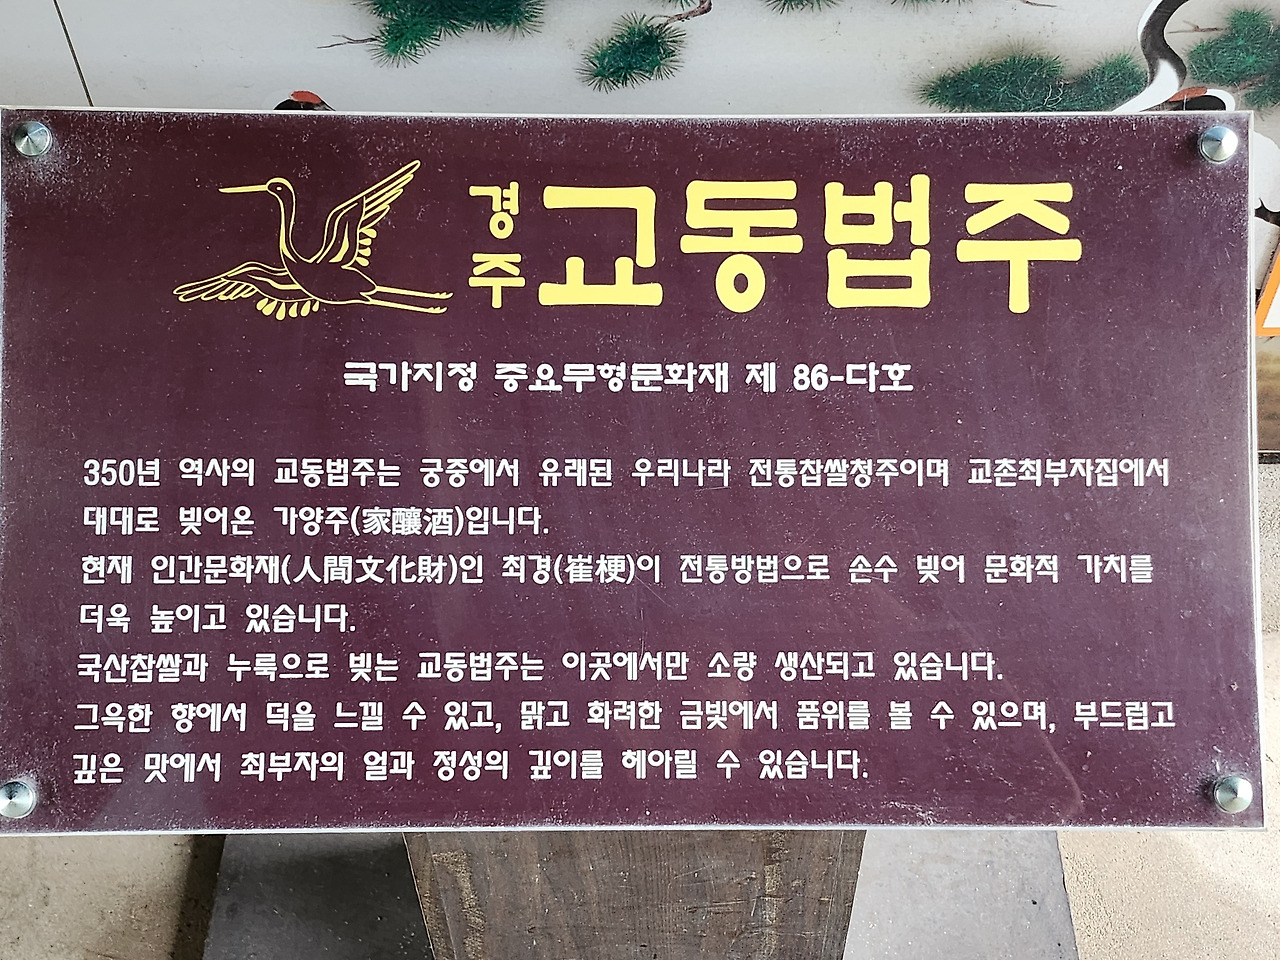 경주 교동법주
국가지정 중요무형문화재 제 86-다호
350년 역사의 교동법주는 궁중에서 유래된 우리나라 전통찹쌀청주이며 교촌최부자집에서
대대로 빚어온 가양주(家釀酒)입니다.
현재 인간문화재(人間文化財)인 최경(崔梗)이 전통방법으로 손수 빚어 문화적 가치를
더욱 높이고 있습니다.
국산찹쌀과 누룩으로 빚는 교동법주는 이곳에서만 소량 생산되고 있습니다.
그윽한 향에서 덕을 느낄 수 있고, 맑고 화려한 금빛에서 품위를 볼 수 있으며, 부드럽고
깊은 맛에서 최부자의 얼과 정성의 깊이를 헤아릴 수 있습니다.